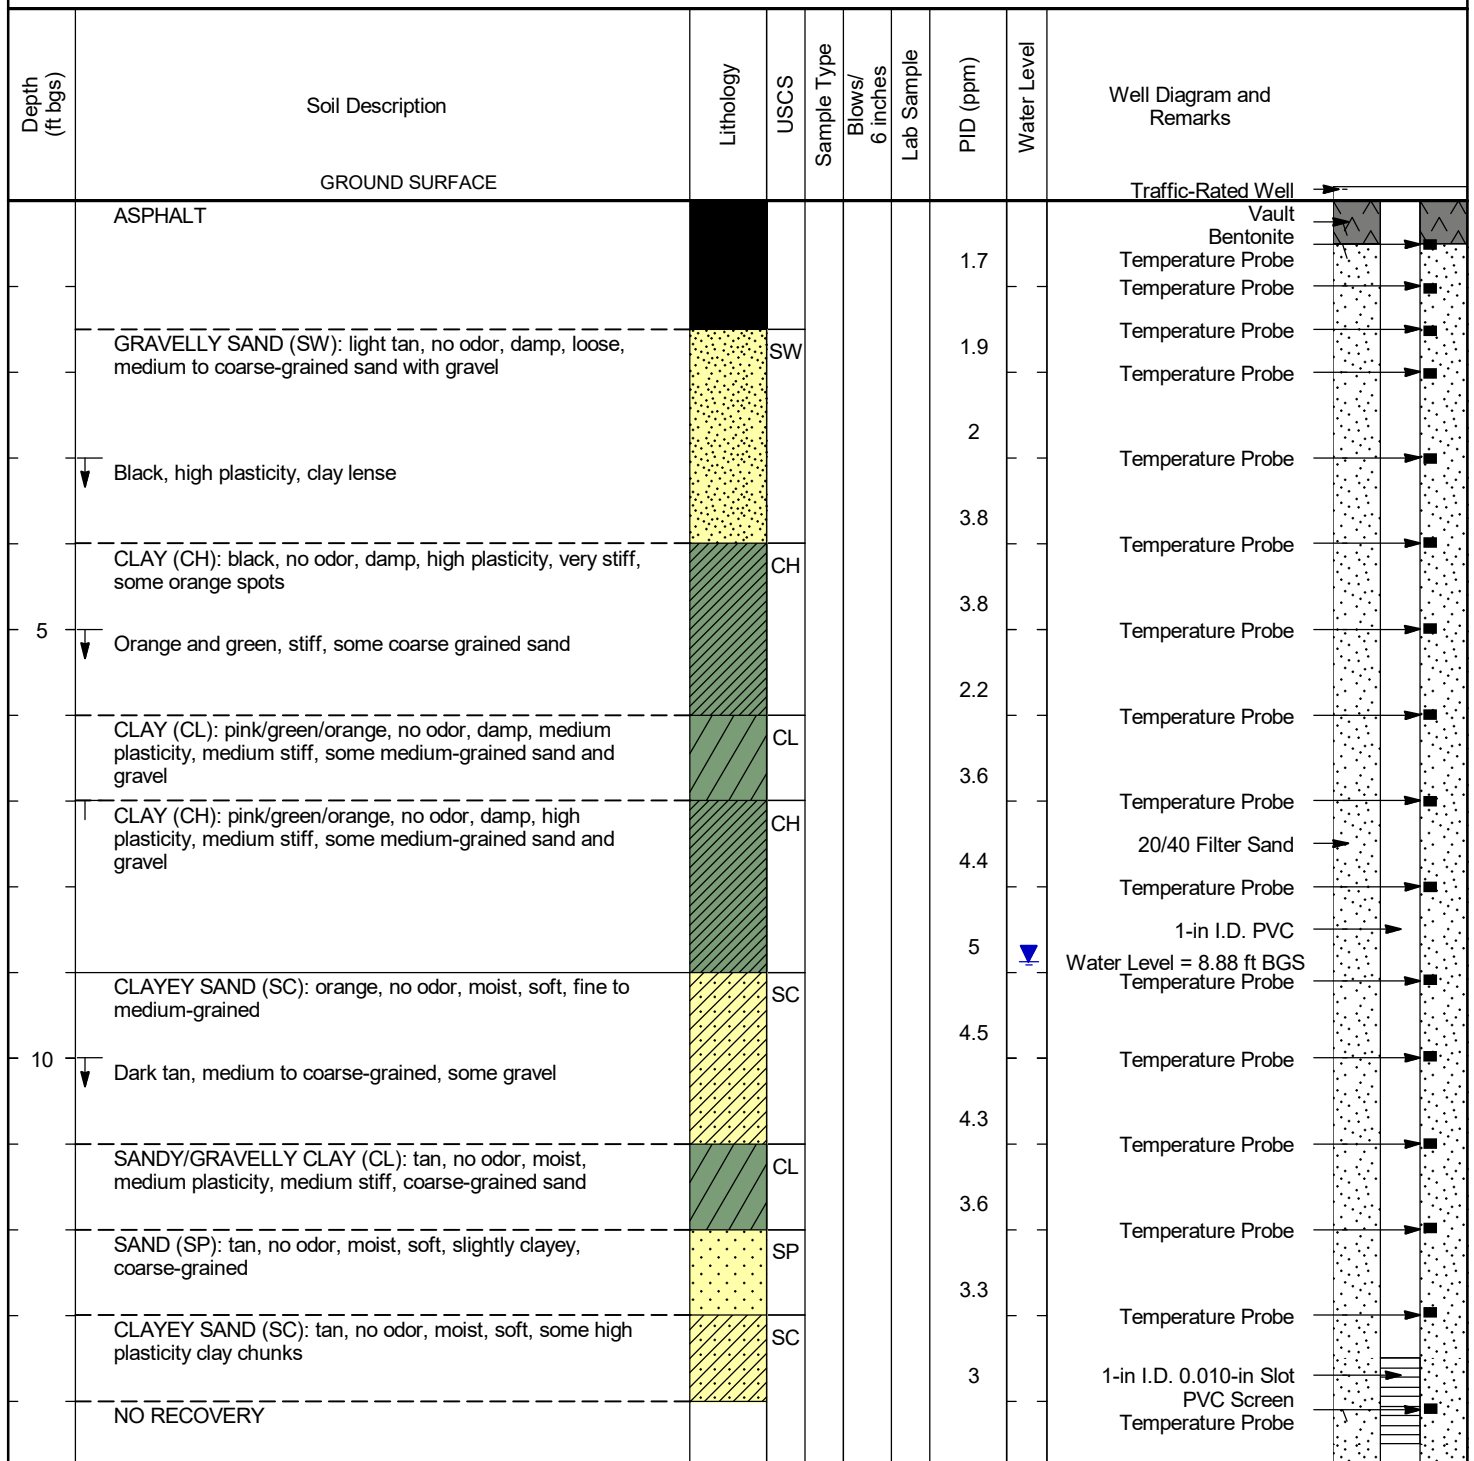 Depth
(ft bgs)
Soil Description
Lithology
USCS
Sample Type
Blows/
6 inches
Lab Sample
PID (ppm)
Water Level
Well Diagram and
Remarks
GROUND SURFACE
Traffic-Rated Well
Vault
ASPHALT
Bentonite
1.7
Temperature Probe
Temperature Probe
Temperature Probe
GRAVELLY SAND (SW): light tan, no odor, damp, loose,
medium to coarse-grained sand with gravel
SW
1.9
Temperature Probe
2
Temperature Probe
Black, high plasticity, clay lense
3.8
Temperature Probe
CLAY (CH): black, no odor, damp, high plasticity, very stiff,
some orange spots
CH
3.8
5
Temperature Probe
Orange and green, stiff, some coarse grained sand
2.2
Temperature Probe
CLAY (CL): pink/green/orange, no odor, damp, medium
plasticity, medium stiff, some medium-grained sand and
gravel
CL
3.6
Temperature Probe
CLAY (CH): pink/green/orange, no odor, damp, high
plasticity, medium stiff, some medium-grained sand and
gravel
CH
20/40 Filter Sand
4.4
Temperature Probe
1-in I.D. PVC
5
Water Level = 8.88 ft BGS
Temperature Probe
CLAYEY SAND (SC): orange, no odor, moist, soft, fine to
medium-grained
SC
4.5
10
Temperature Probe
Dark tan, medium to coarse-grained, some gravel
4.3
Temperature Probe
SANDY/GRAVELLY CLAY (CL): tan, no odor, moist,
medium plasticity, medium stiff, coarse-grained sand
CL
3.6
Temperature Probe
SAND (SP): tan, no odor, moist, soft, slightly clayey,
coarse-grained
SP
3.3
Temperature Probe
CLAYEY SAND (SC): tan, no odor, moist, soft, some high
plasticity clay chunks
SC
3
1-in I.D. 0.010-in Slot
PVC Screen
NO RECOVERY
Temperature Probe